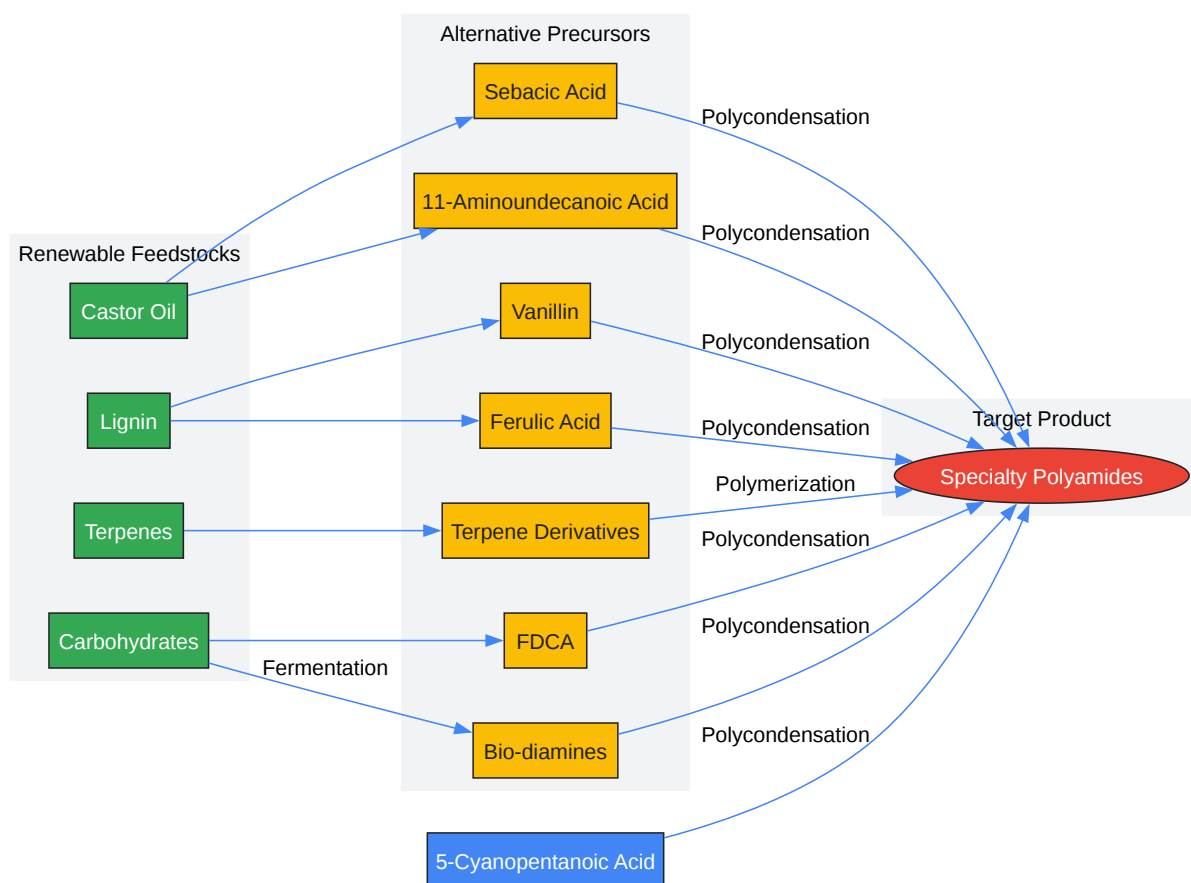 Alternative Precursors
Sebacic Acid
Polycondensation
11-Aminoundecanoic Acid
Polycondensation
Renewable Feedstocks
Castor Oil
Vanillin
Polycondensation
Lignin
Ferulic Acid
Polycondensation
Target Product
Specialty Polyamides
Polymerization
Terpenes
Terpene Derivatives
Polycondensation
Carbohydrates
FDCA
Polycondensation
Fermentation
Bio-diamines
Polycondensation
5-Cyanopentanoic Acid